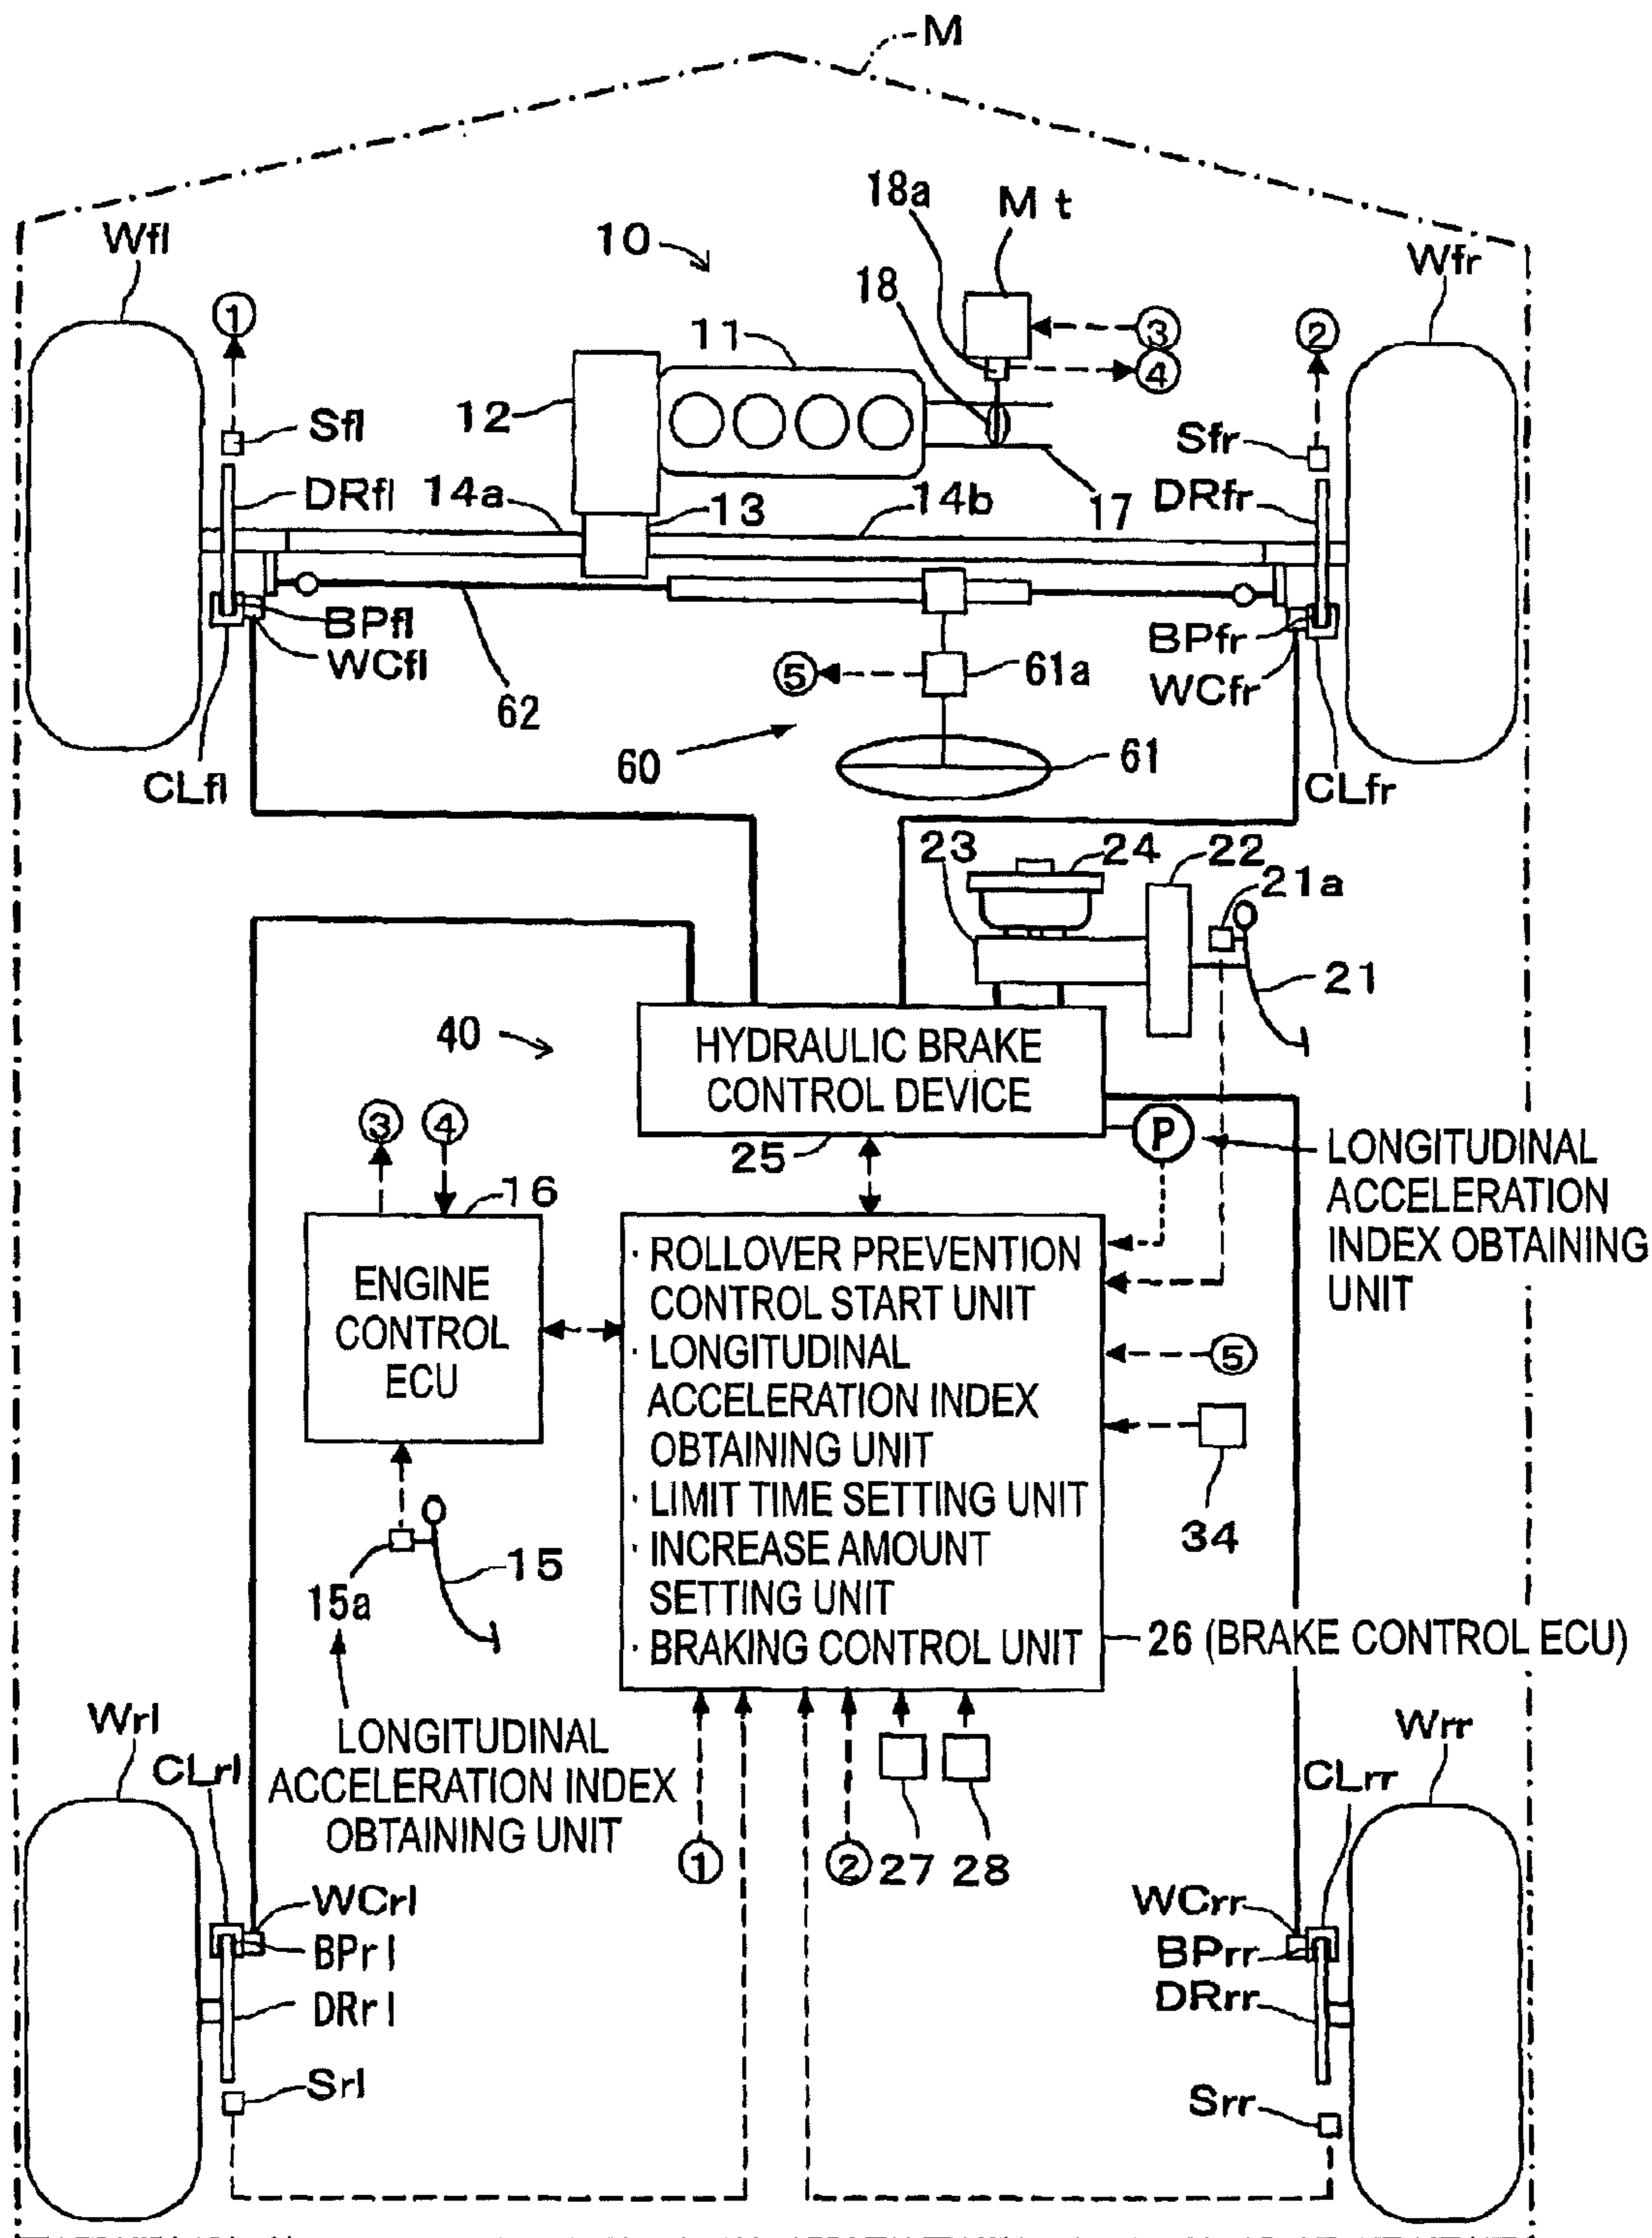 M
Wfl
10
18a
M t
Wfr
18
①
11
③
②
④
12
Sfl
Sfr
DRfl
14a
13
14b
17
DRfr
BPfl
WCfl
62
⑤
61a
BPfr
WCfr
60
61
CLfl
CLfr
23
24
22
21a
21
40
HYDRAULIC BRAKE
CONTROL DEVICE
25
P
LONGITUDINAL
ACCELERATION
INDEX OBTAINING
UNIT
③
④
16
ENGINE
CONTROL
ECU
· ROLLOVER PREVENTION
CONTROL START UNIT
· LONGITUDINAL
ACCELERATION INDEX
OBTAINING UNIT
· LIMIT TIME SETTING UNIT
· INCREASE AMOUNT
SETTING UNIT
· BRAKING CONTROL UNIT
⑤
34
15
15a
26 (BRAKE CONTROL ECU)
LONGITUDINAL
ACCELERATION INDEX
OBTAINING UNIT
Wrl
CLrl
①
②
27
28
Wrr
CLrr
WCrl
BPrl
DRrl
Srl
WCrr
BPrr
DRrr
Srr